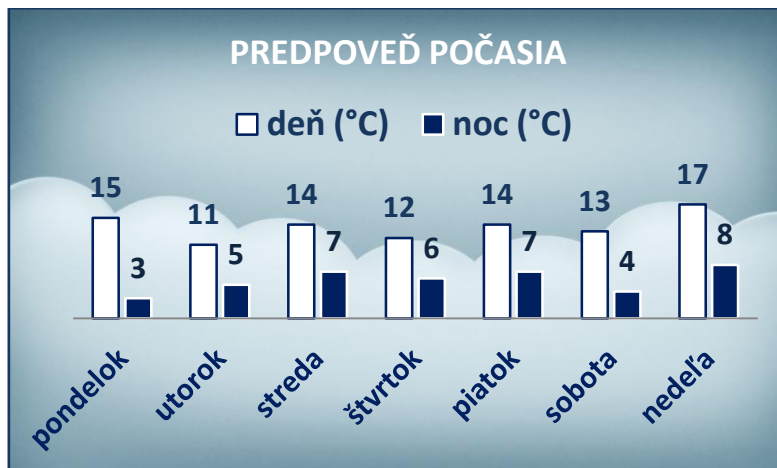 PREDPOVEĎ POČASIA
deň (°C) noc (°C)
15 3 11 5 14 7 12 6 14 7 13 4 17 8
pondelok utorok streda štvrtok piatok sobota nedeľa